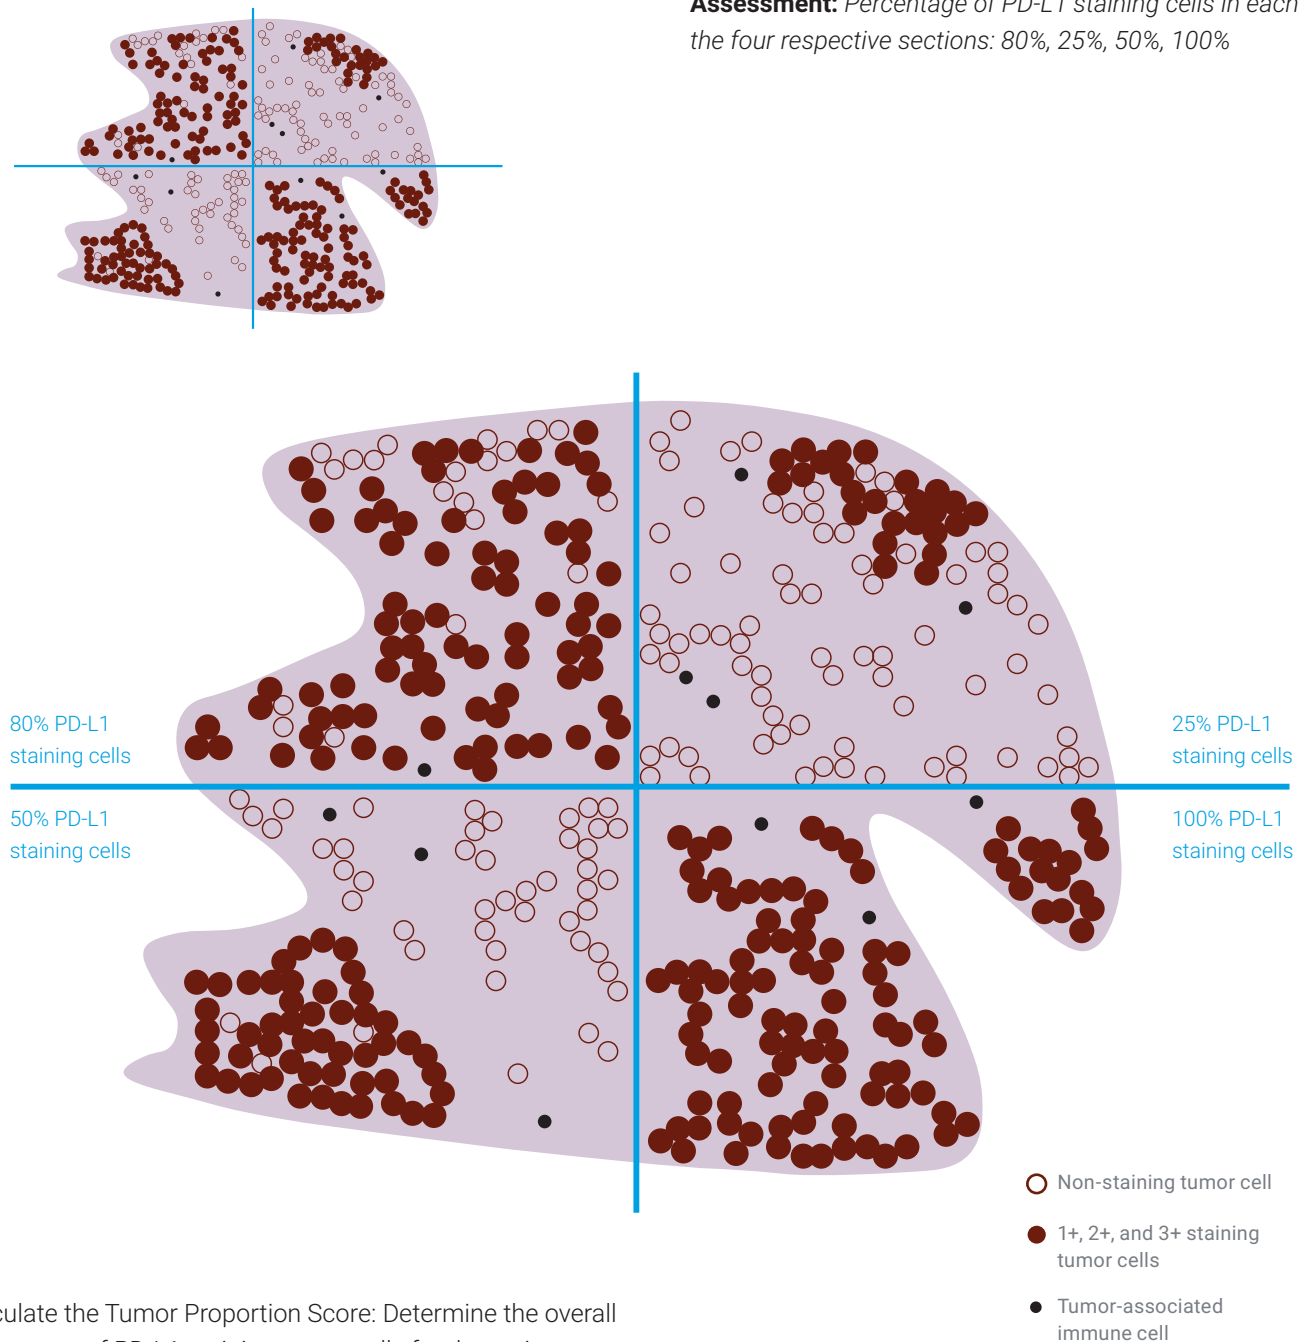 Assessment: Percentage of PD-L1 staining cells in each
the four respective sections: 80%, 25%, 50%, 100%
80% PD-L1
staining cells
25% PD-L1
staining cells
50% PD-L1
staining cells
100% PD-L1
staining cells
Non-staining tumor cell
1+, 2+, and 3+ staining
tumor cells
Tumor-associated
immune cell
culate the Tumor Proportion Score: Determine the overall